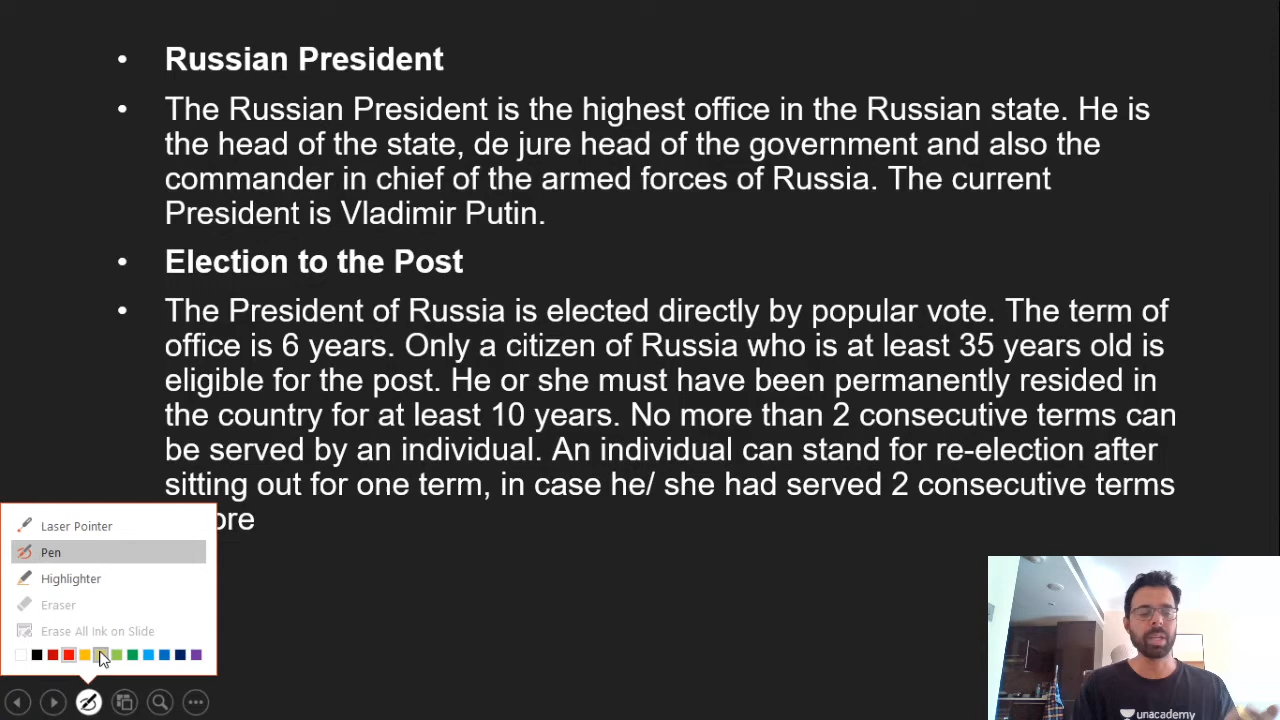 • Russian President
• The Russian President is the highest office in the Russian state. He is
the head of the state, de jure head of the government and also the
commander in chief of the armed forces of Russia. The current
President is Vladimir Putin.
• Election to the Post
• The President of Russia is elected directly by popular vote. The term of
office is 6 years. Only a citizen of Russia who is at least 35 years old is
eligible for the post. He or she must have been permanently resided in
the country for at least 10 years. No more than 2 consecutive terms can
be served by an individual. An individual can stand for re-election after
sitting out for one term, in case he/ she had served 2 consecutive terms
ore
Laser Pointer
Pen
Highlighter
Eraser
Erase All Ink on Slide
unacademy